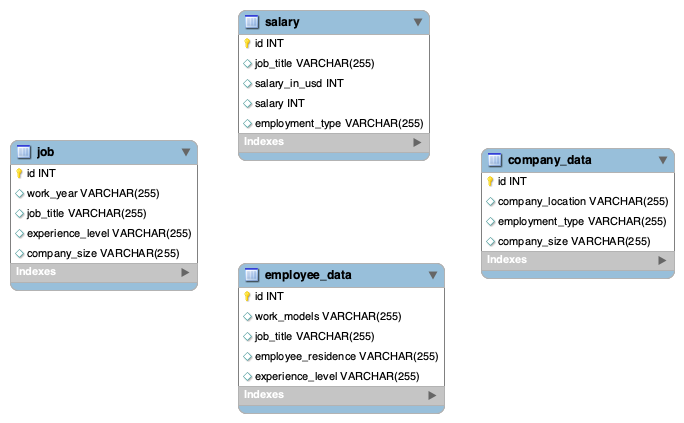 salary
id INT
job_title VARCHAR(255)
salary_in_usd INT
salary INT
employment_type VARCHAR(255)
Indexes
job
id INT
work_year VARCHAR(255)
job_title VARCHAR(255)
experience_level VARCHAR(255)
company_size VARCHAR(255)
Indexes
company_data
id INT
company_location VARCHAR(255)
employment_type VARCHAR(255)
company_size VARCHAR(255)
Indexes
employee_data
id INT
work_models VARCHAR(255)
job_title VARCHAR(255)
employee_residence VARCHAR(255)
experience_level VARCHAR(255)
Indexes